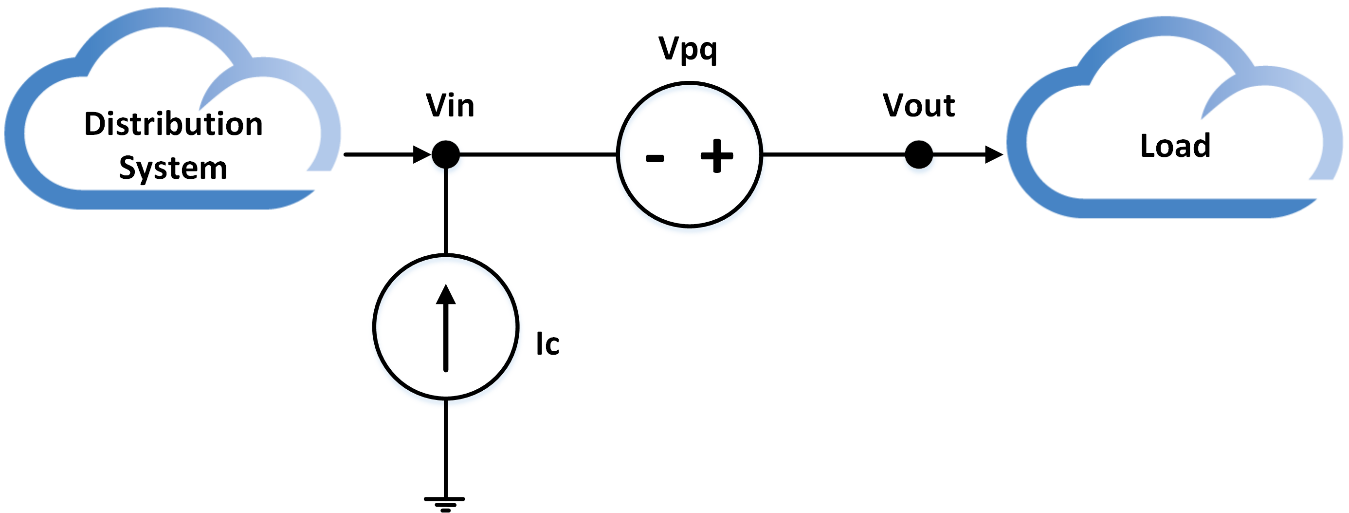 Vpq
Vin
Vout
Distribution
System
Load
- +
Ic